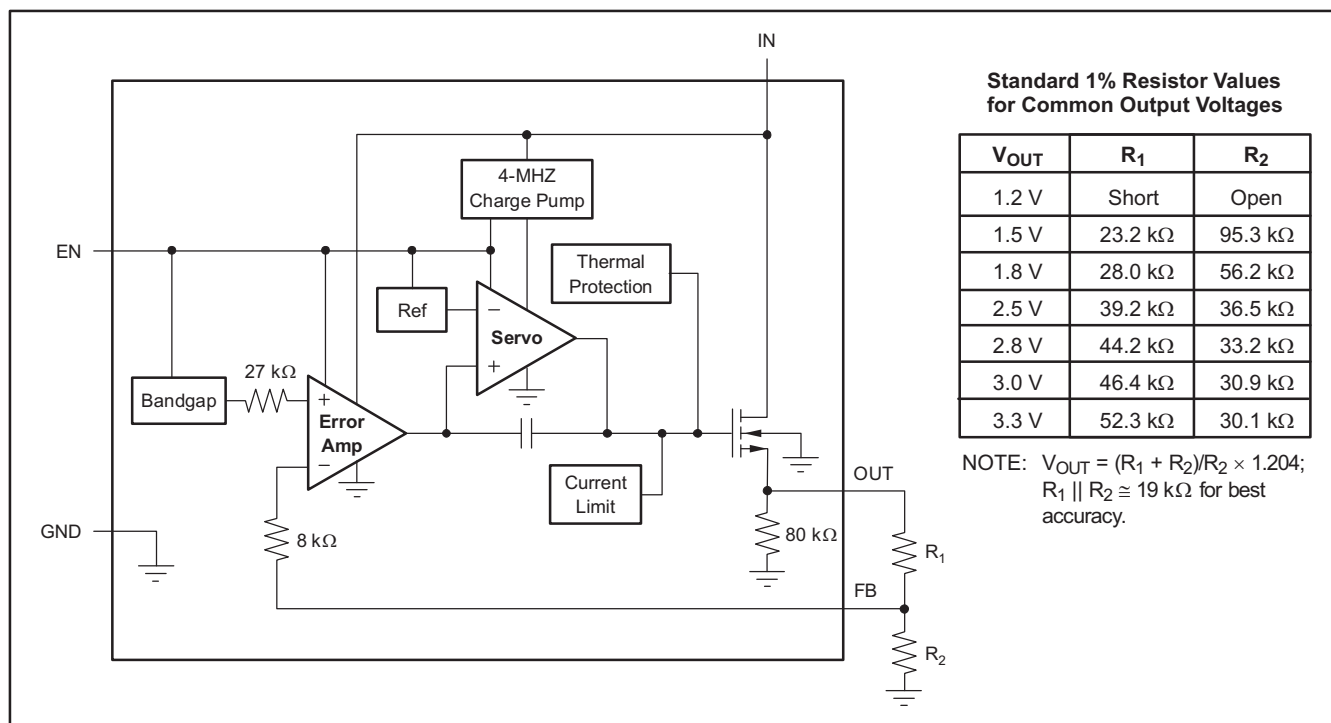 IN
4-MHZ
Charge Pump
EN
Thermal
Protection
Ref
−
Servo
+
27 kΩ
Bandgap
+
Error
Amp
−
Current
Limit
OUT
GND
8 kΩ
80 kΩ
R1
FB
R2
Standard 1% Resistor Values
for Common Output Voltages
VOUT R1 R2
1.2 V Short Open
1.5 V 23.2 kΩ 95.3 kΩ
1.8 V 28.0 kΩ 56.2 kΩ
2.5 V 39.2 kΩ 36.5 kΩ
2.8 V 44.2 kΩ 33.2 kΩ
3.0 V 46.4 kΩ 30.9 kΩ
3.3 V 52.3 kΩ 30.1 kΩ
NOTE: VOUT = (R1 + R2)/R2 × 1.204;
R1 || R2 ≅ 19 kΩ for best
accuracy.